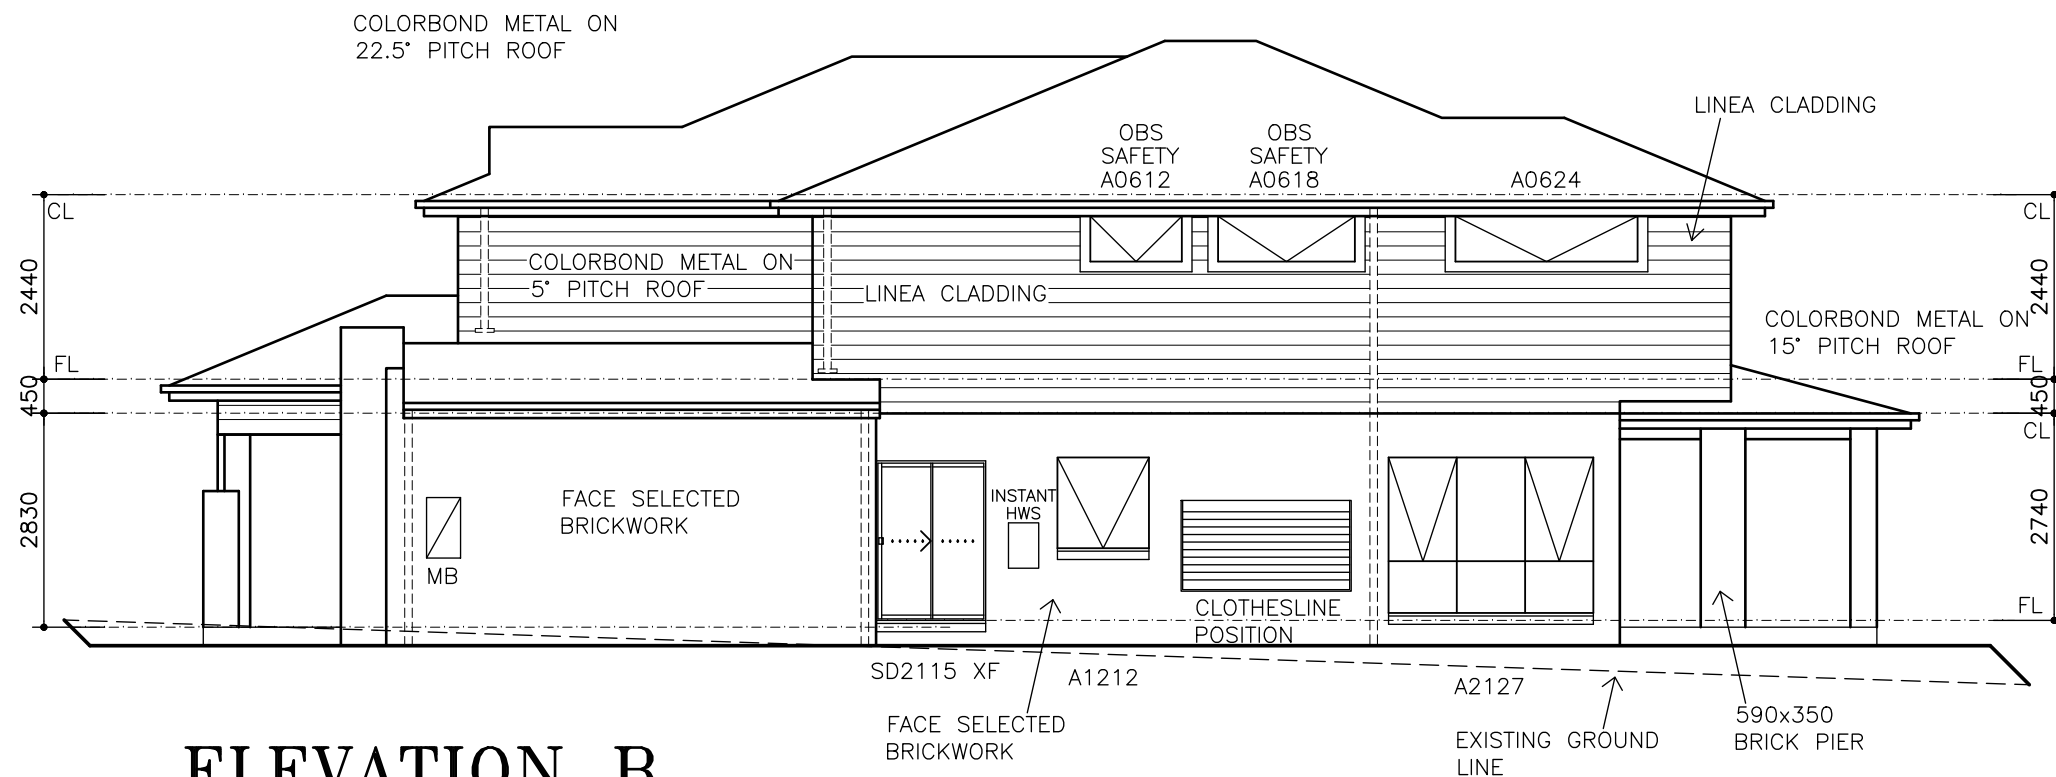 COLORBOND METAL ON
22.5° PITCH ROOF
LINEA CLADDING
OBS
SAFETY
A0612
OBS
SAFETY
A0618
A0624
CL
CL
2440
2440
COLORBOND METAL ON
5° PITCH ROOF
LINEA CLADDING
COLORBOND METAL ON
15° PITCH ROOF
FL
FL
450
450
CL
2830
2740
FACE SELECTED
BRICKWORK
MB
INSTANT
HWS
CLOTHESLINE
POSITION
FL
SD2115 XF
A1212
A2127
FACE SELECTED
BRICKWORK
590x350
BRICK PIER
EXISTING GROUND
LINE
ELEVATION B